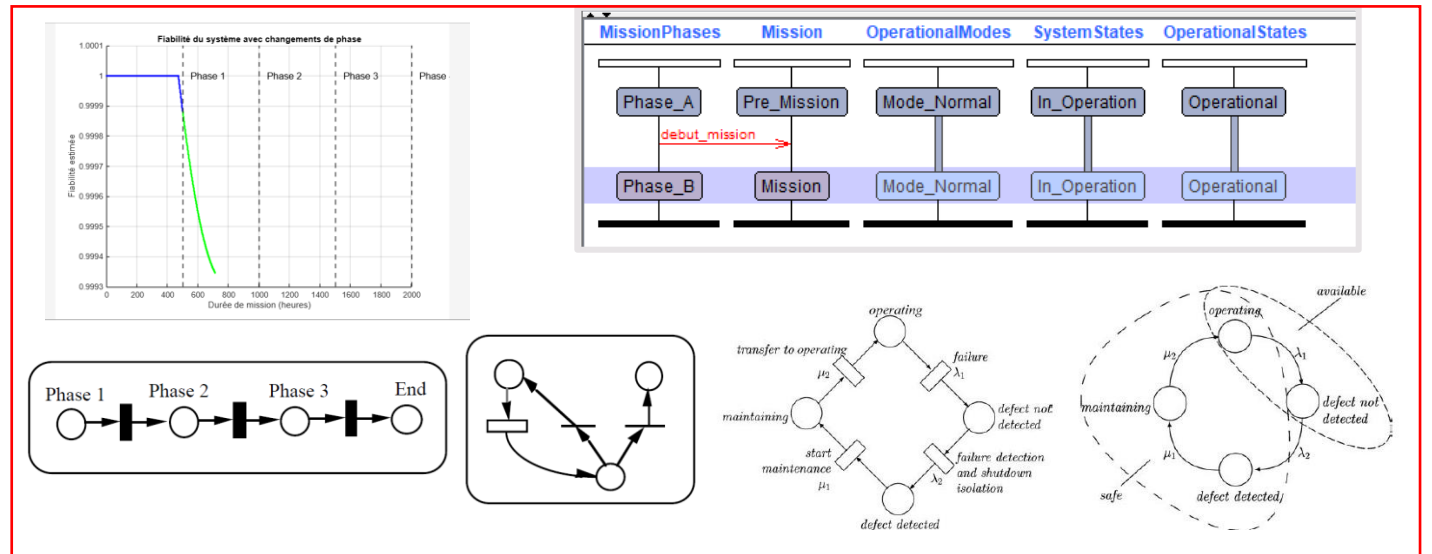 Fiabilité du système avec changements de phase
1.0001
1
0.9999
0.9998
0.9997
0.9996
0.9995
0.9994
0.9993
Fiabilité estimée
Phase 1
Phase 2
Phase 3
Phase
0 200 400 600 800 1000 1200 1400 1600 1800 2000
Durée de mission (heures)
MissionPhases Mission OperationalModes SystemStates OperationalStates
Phase_A Pre_Mission Mode_Normal In_Operation Operational
debut_mission
Phase_B Mission Mode_Normal In_Operation Operational
Phase 1 Phase 2 Phase 3 End
operating
transfer to operating
μ2
failure
λ1
maintaining
defect not
detected
start
maintenance
μ1
failure detection
and shutdown
isolation
λ2
defect detected
available
operating
μ2
λ1
maintaining
defect not
detected
μ1
λ2
safe
defect detected